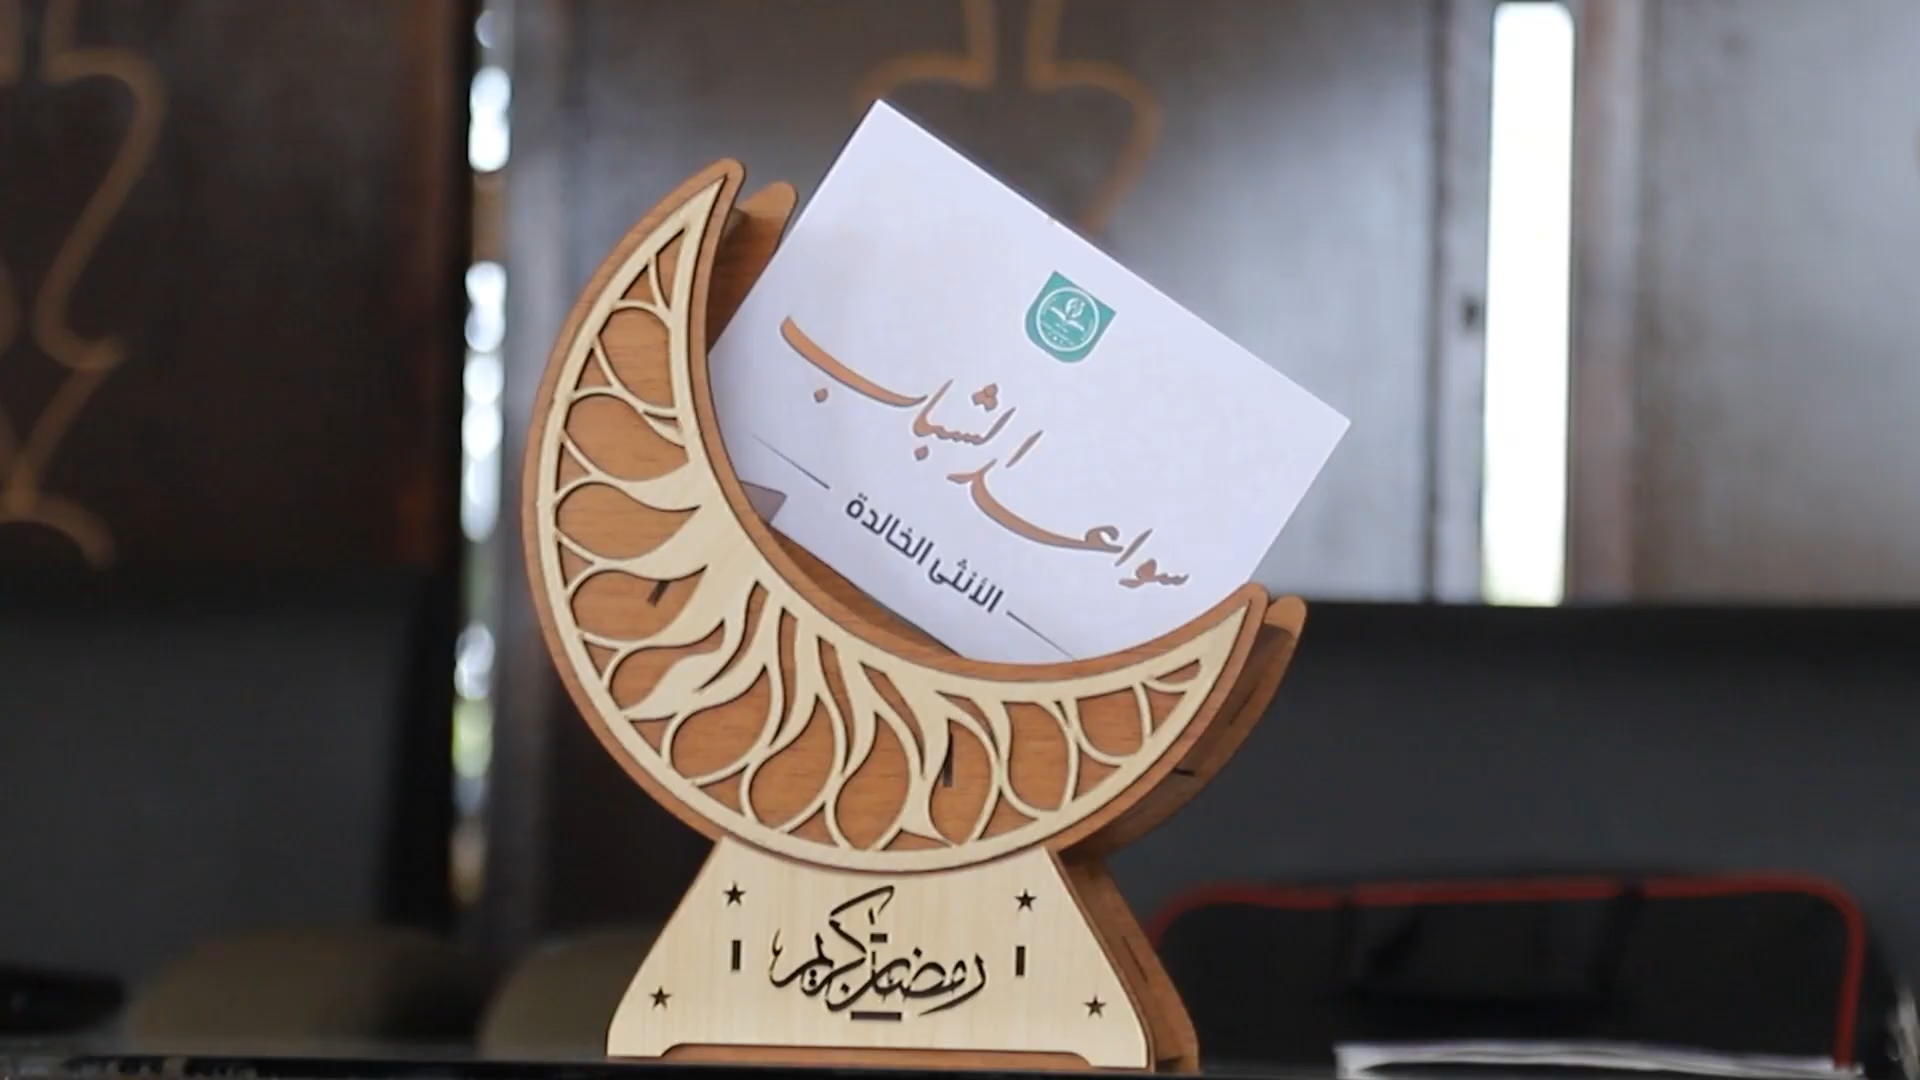 سواعد الشباب
الأنثى الخالدة
رمضان كريم